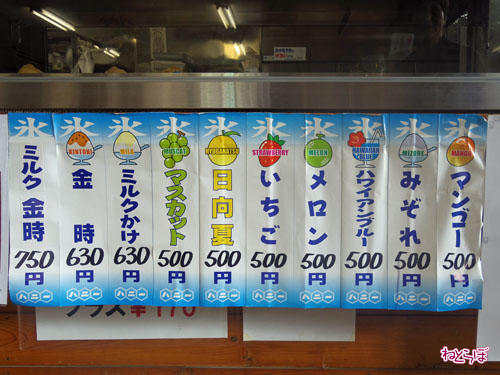 氷
ミルク金時
750円
ハニー
氷
KINTOKI
金時
630円
ハニー
氷
MILK
ミルクかけ
630円
ハニー
氷
MUSCAT
マスカット
500円
ハニー
氷
HYUGANATSU
日向夏
500円
ハニー
氷
STRAWBERRY
いちご
500円
ハニー
氷
MELON
メロン
500円
ハニー
氷
HAWAIIAN BLUE
ハワイアンブルー
500円
ハニー
氷
MIZORE
みぞれ
500円
ハニー
氷
MANGO
マンゴー
500円
ハニー
プラス¥170
ねとらぼ